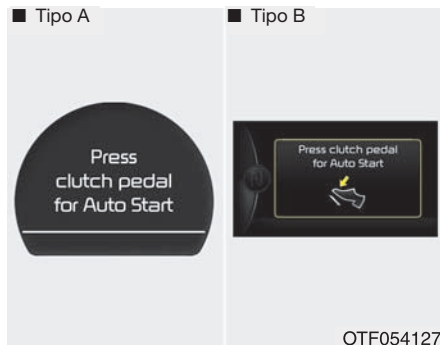 ■ Tipo A
Press
clutch pedal
for Auto Start
■ Tipo B
Press clutch pedal
for Auto Start
OTF054127